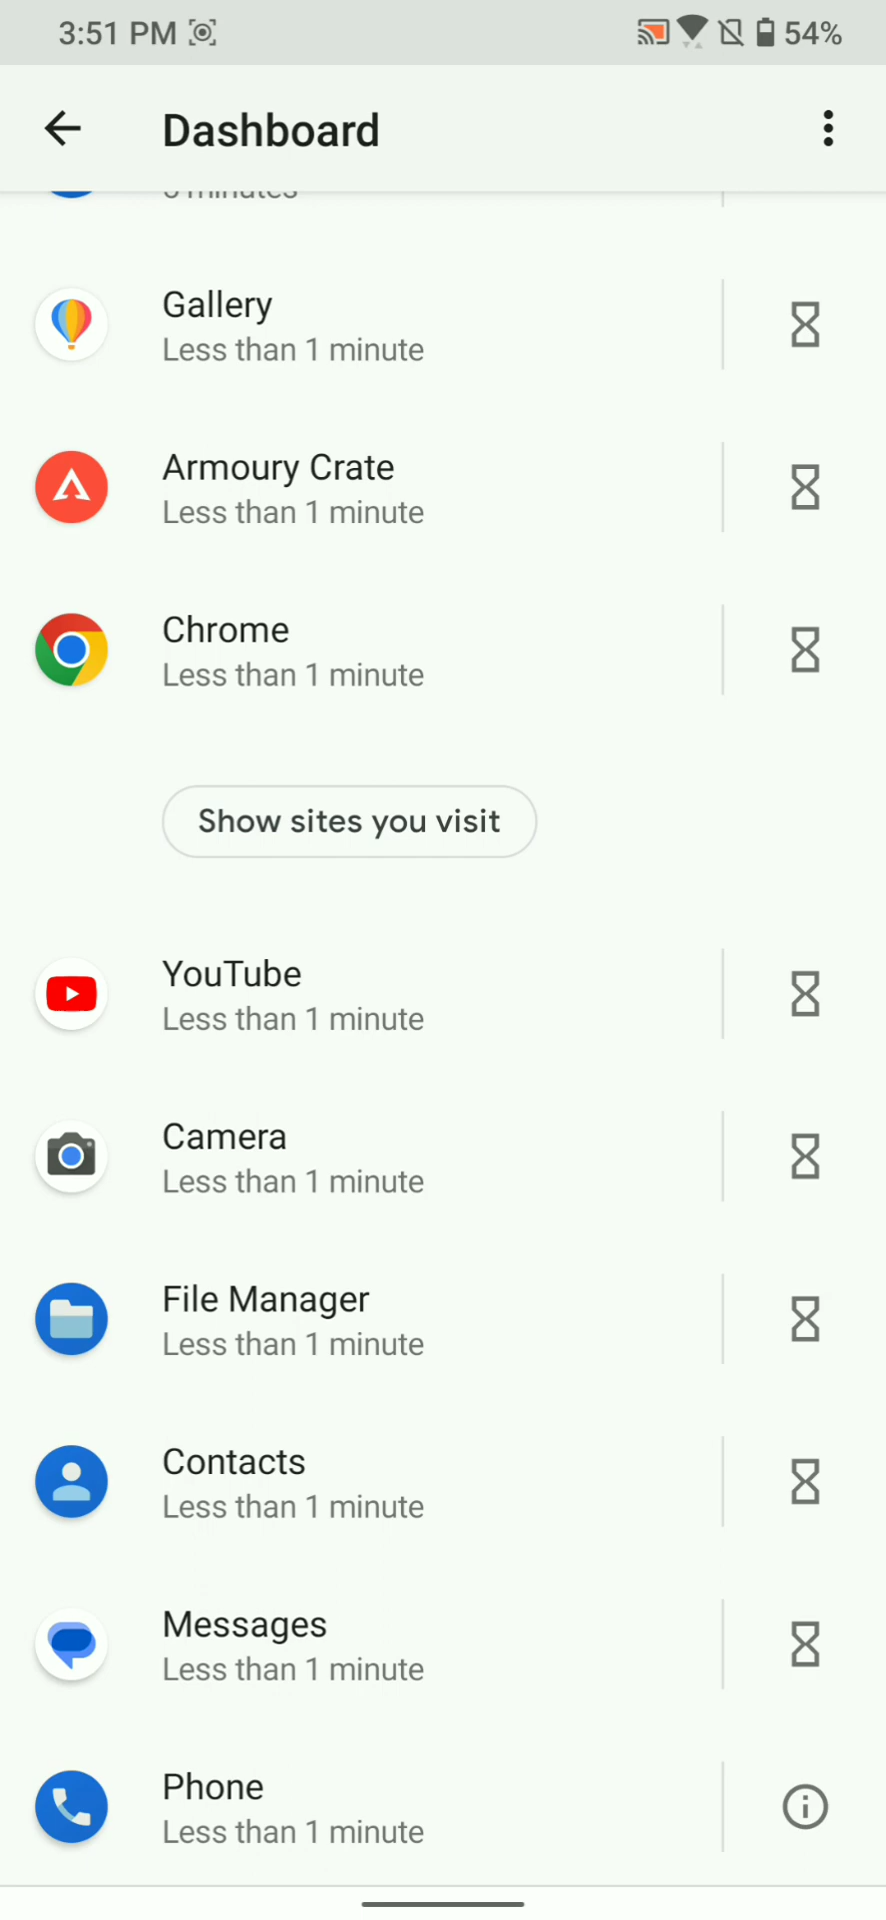 3:51 PM
54%
Dashboard
Gallery
Less than 1 minute
Armoury Crate
Less than 1 minute
Chrome
Less than 1 minute
Show sites you visit
YouTube
Less than 1 minute
Camera
Less than 1 minute
File Manager
Less than 1 minute
Contacts
Less than 1 minute
Messages
Less than 1 minute
Phone
Less than 1 minute